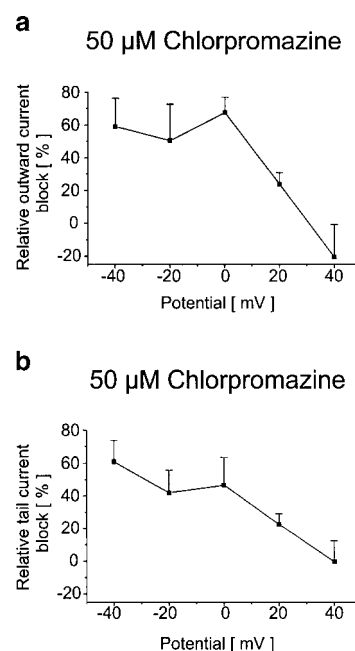 a
50 µM Chlorpromazine
Relative outward current
block [ % ]
80
60
40
20
0
-20
-40 -20 0 20 40
Potential [ mV ]
b
50 µM Chlorpromazine
Relative tail current
block [ % ]
80
60
40
20
0
-20
-40 -20 0 20 40
Potential [ mV ]